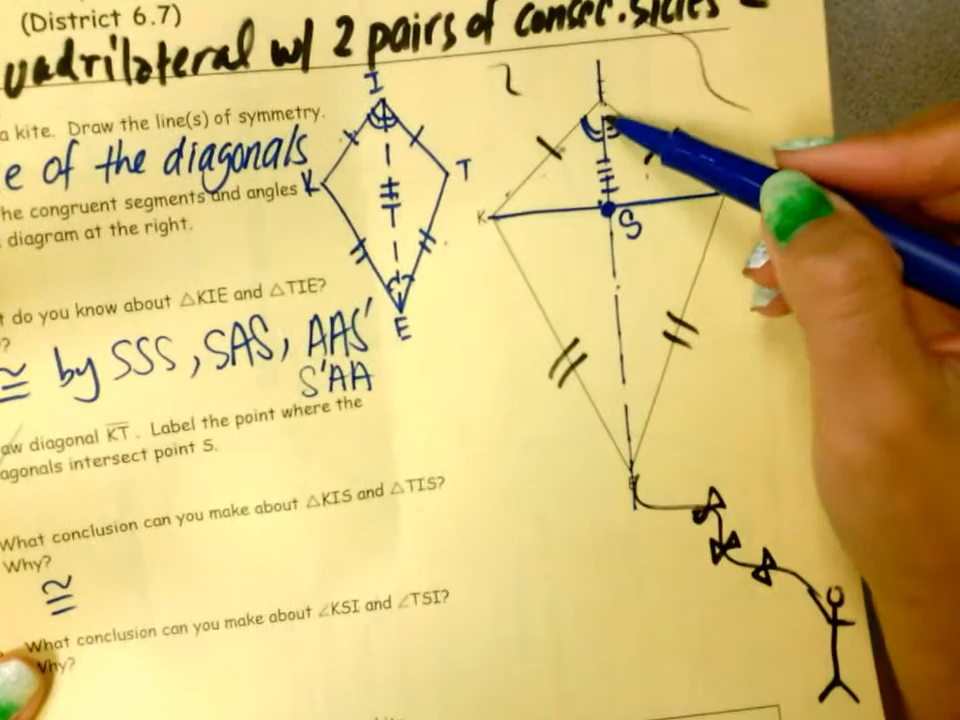 (District 6.7)
uadrilateral w/ 2 pairs of consec. sides
a kite. Draw the line(s) of symmetry.
e of the diagonals
he congruent segments and angles
diagram at the right.
I
K
T
E
t do you know about △KIE and △TIE?
?
≅ by SSS, SAS, AAS'
S'AA
aw diagonal KT. Label the point where the
agonals intersect point S.
What conclusion can you make about △KIS and △TIS?
Why?
≅
What conclusion can you make about ∠KSI and ∠TSI?
Why?
K
S